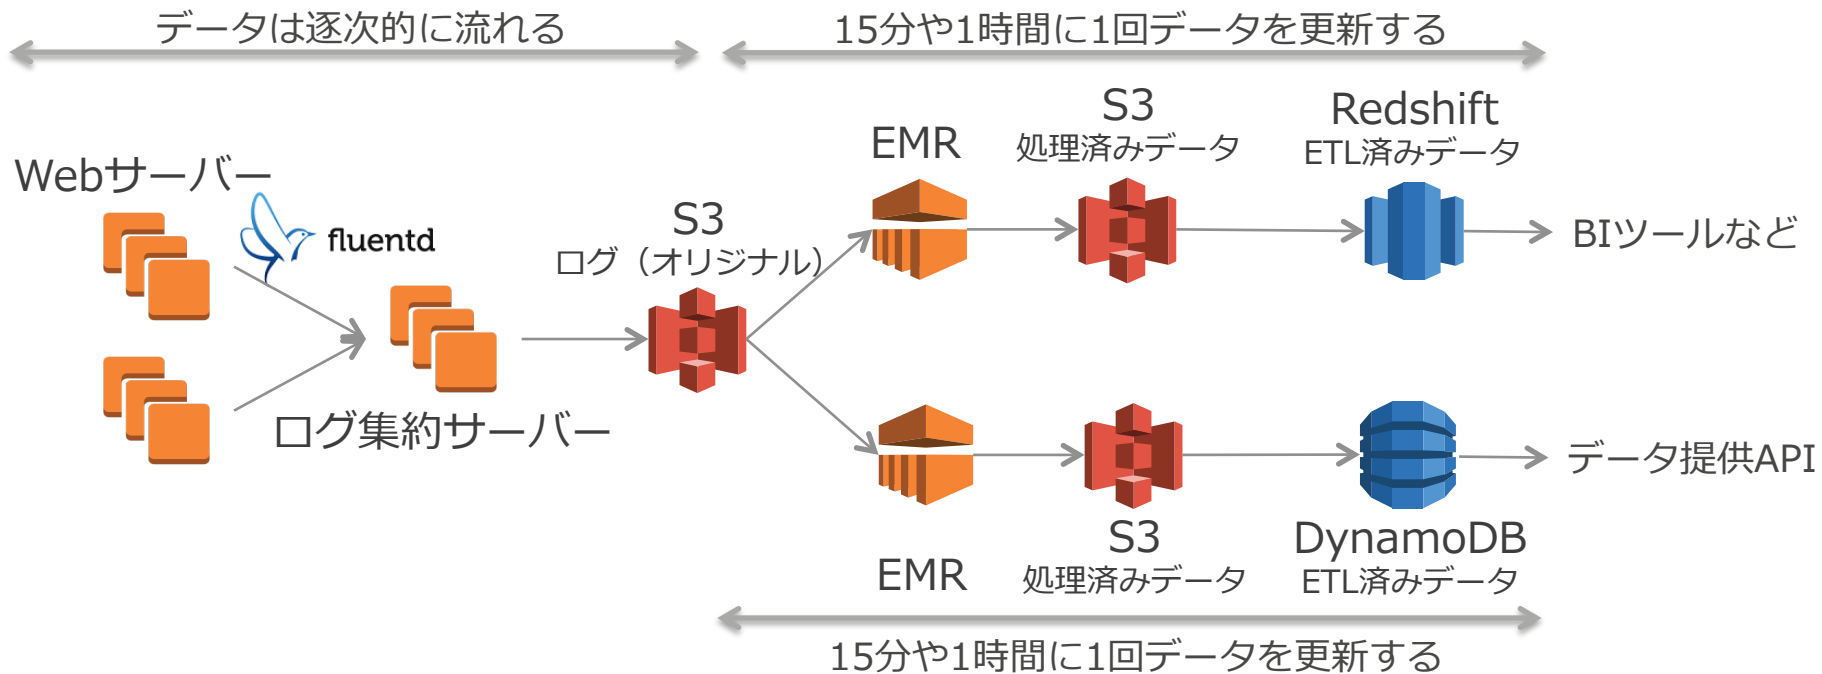 データは逐次的に流れる
15分や1時間に1回データを更新する
Webサーバー
fluentd
ログ集約サーバー
S3
ログ（オリジナル）
EMR
S3
処理済みデータ
Redshift
ETL済みデータ
BIツールなど
EMR
S3
処理済みデータ
DynamoDB
ETL済みデータ
データ提供API
15分や1時間に1回データを更新する